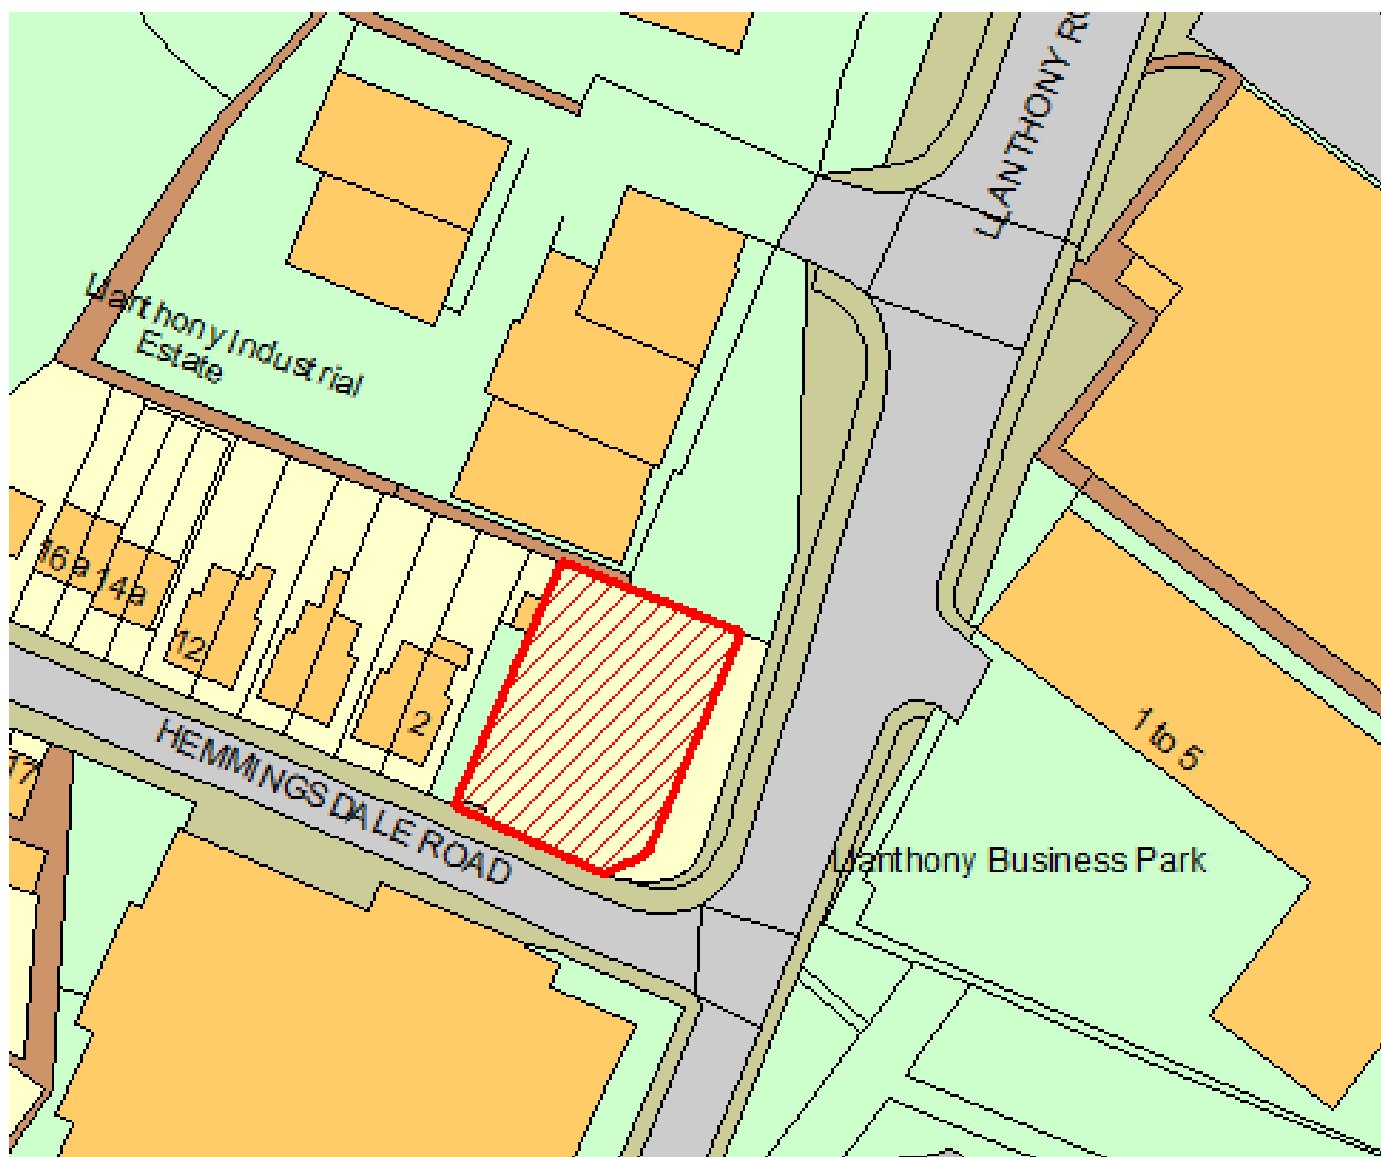 LLANTHONY RO
Llanthony Industrial
Estate
16a
14a
12
2
17
HEMMINGSDALE ROAD
1 to 5
Llanthony Business Park